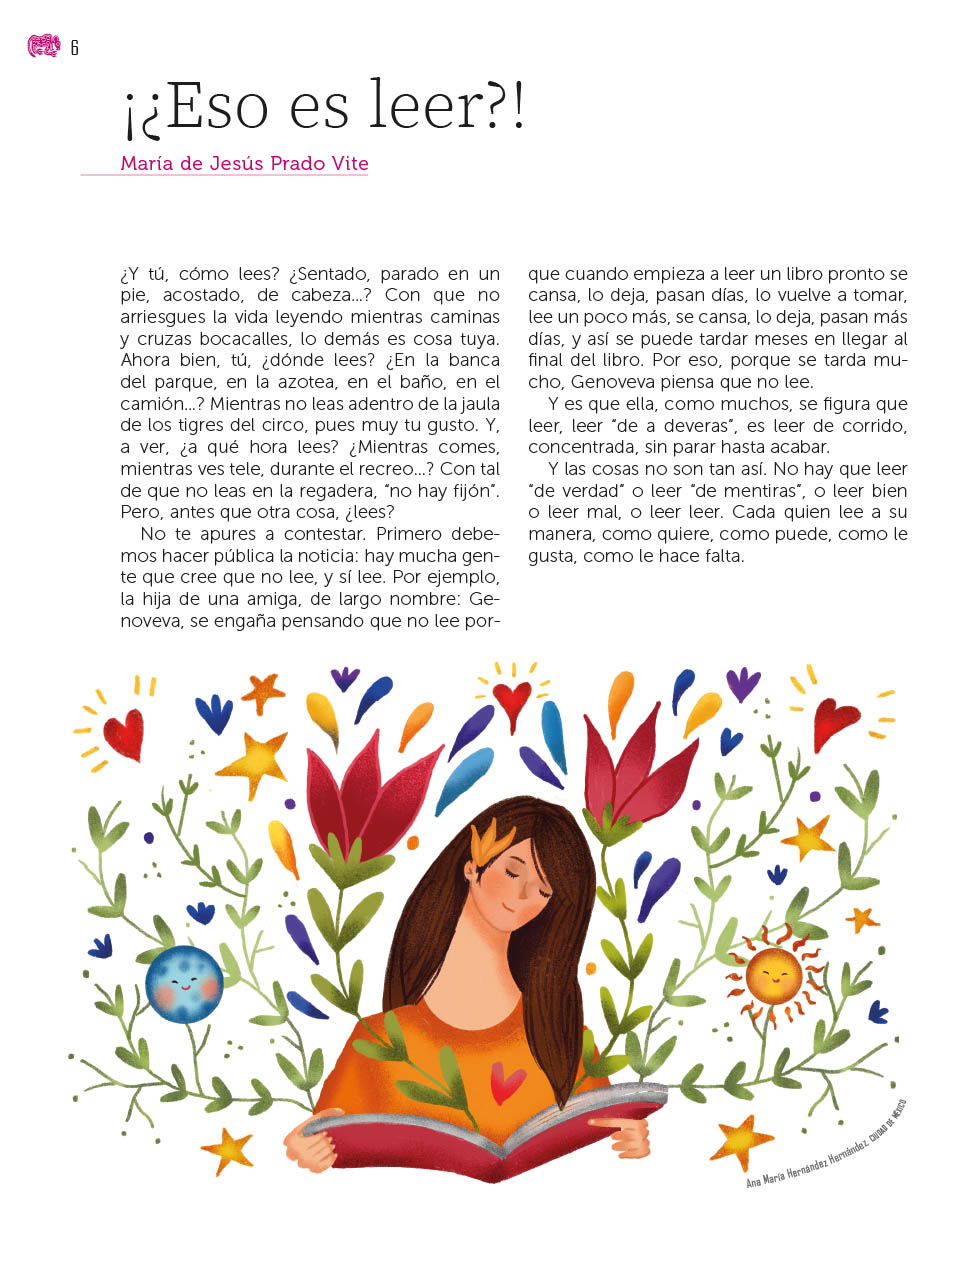 6
¡¿Eso es leer?!
María de Jesús Prado Vite
¿Y tú, cómo lees? ¿Sentado, parado en un
pie, acostado, de cabeza...? Con que no
arriesgues la vida leyendo mientras caminas
y cruzas bocacalles, lo demás es cosa tuya.
Ahora bien, tú, ¿dónde lees? ¿En la banca
del parque, en la azotea, en el baño, en el
camión...? Mientras no leas adentro de la jaula
de los tigres del circo, pues muy tu gusto. Y,
a ver, ¿a qué hora lees? ¿Mientras comes,
mientras ves tele, durante el recreo...? Con tal
de que no leas en la regadera, “no hay fijón”.
Pero, antes que otra cosa, ¿lees?
No te apures a contestar. Primero debe-
mos hacer pública la noticia: hay mucha gen-
te que cree que no lee, y sí lee. Por ejemplo,
la hija de una amiga, de largo nombre: Ge-
noveva, se engaña pensando que no lee por-
que cuando empieza a leer un libro pronto se
cansa, lo deja, pasan días, lo vuelve a tomar,
lee un poco más, se cansa, lo deja, pasan más
días, y así se puede tardar meses en llegar al
final del libro. Por eso, porque se tarda mu-
cho, Genoveva piensa que no lee.
Y es que ella, como muchos, se figura que
leer, leer “de a deveras”, es leer de corrido,
concentrada, sin parar hasta acabar.
Y las cosas no son tan así. No hay que leer
“de verdad” o leer “de mentiras”, o leer bien
o leer mal, o leer leer. Cada quien lee a su
manera, como quiere, como puede, como le
gusta, como le hace falta.
Ana María Hernández Hernández, CIUDAD DE MÉXICO